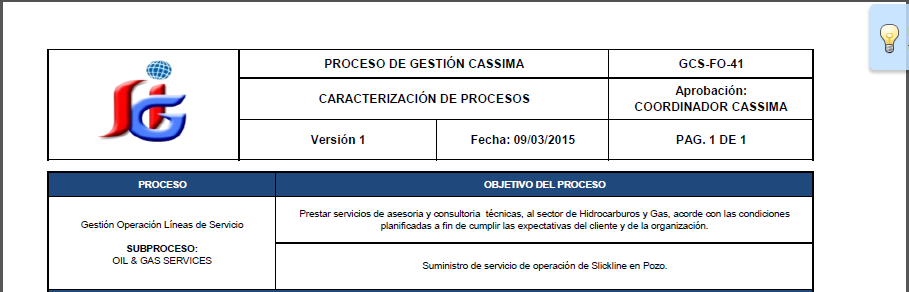 PROCESO DE GESTIÓN CASSIMA
GCS-FO-41
CARACTERIZACIÓN DE PROCESOS
Aprobación:
COORDINADOR CASSIMA
Versión 1
Fecha: 09/03/2015
PAG. 1 DE 1
PROCESO
OBJETIVO DEL PROCESO
Gestión Operación Líneas de Servicio
SUBPROCESO:
OIL & GAS SERVICES
Prestar servicios de asesoria y consultoria técnicas, al sector de Hidrocarburos y Gas, acorde con las condiciones
planificadas a fin de cumplir las expectativas del cliente y de la organización.
Suministro de servicio de operación de Slickline en Pozo.